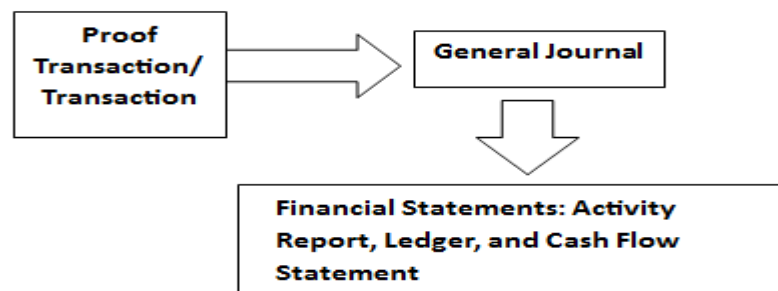 Proof
Transaction/
Transaction
General Journal
Financial Statements: Activity
Report, Ledger, and Cash Flow
Statement